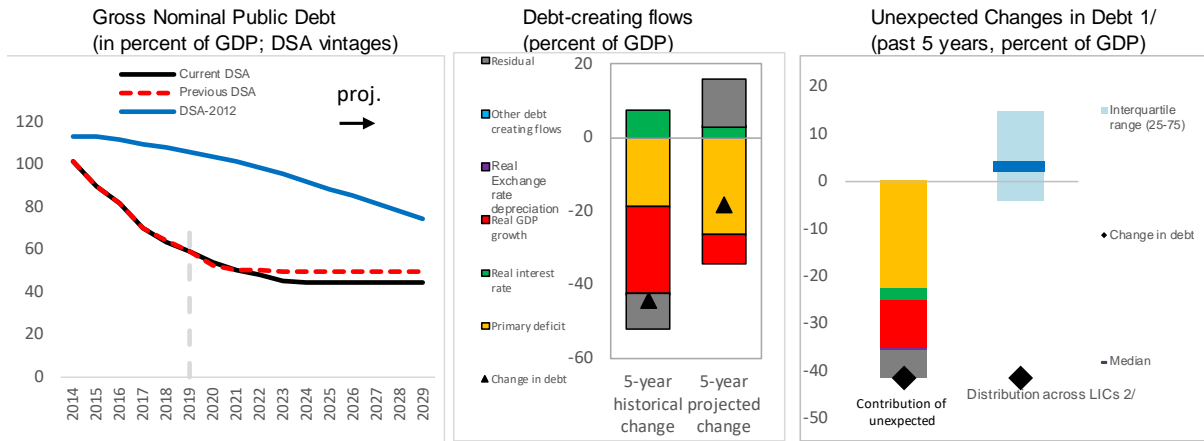 Gross Nominal Public Debt
(in percent of GDP; DSA vintages)
Current DSA
Previous DSA
DSA-2012
proj.
120
100
80
60
40
20
0
2014
2015
2016
2017
2018
2019
2020
2021
2022
2023
2024
2025
2026
2027
2028
2029
Debt-creating flows
(percent of GDP)
Residual
Other debt
creating flows
Real
Exchange
rate
depreciation
Real GDP
growth
Real interest
rate
Primary deficit
Change in debt
20
0
-20
-40
-60
5-year
historical
change
5-year
projected
change
Unexpected Changes in Debt 1/
(past 5 years, percent of GDP)
20
10
0
-10
-20
-30
-40
-50
Interquartile
range (25-75)
Change in debt
Median
Contribution of
unexpected
Distribution across LICs 2/